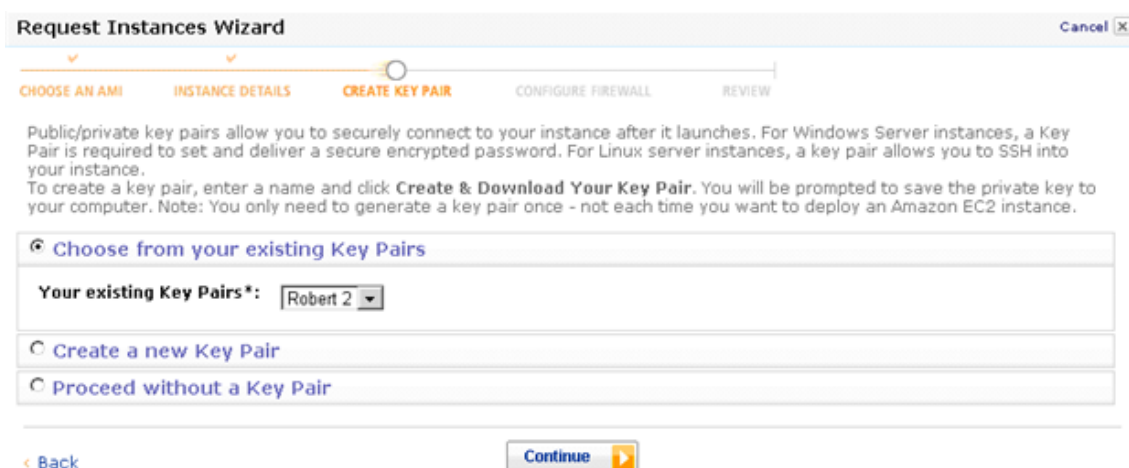 Request Instances Wizard
Cancel
CHOOSE AN AMI INSTANCE DETAILS CREATE KEY PAIR CONFIGURE FIREWALL REVIEW
Public/private key pairs allow you to securely connect to your instance after it launches. For Windows Server instances, a Key
Pair is required to set and deliver a secure encrypted password. For Linux server instances, a key pair allows you to SSH into
your instance.
To create a key pair, enter a name and click Create & Download Your Key Pair. You will be prompted to save the private key to
your computer. Note: You only need to generate a key pair once - not each time you want to deploy an Amazon EC2 instance.
Choose from your existing Key Pairs
Your existing Key Pairs*: Robert 2
Create a new Key Pair
Proceed without a Key Pair
< Back Continue